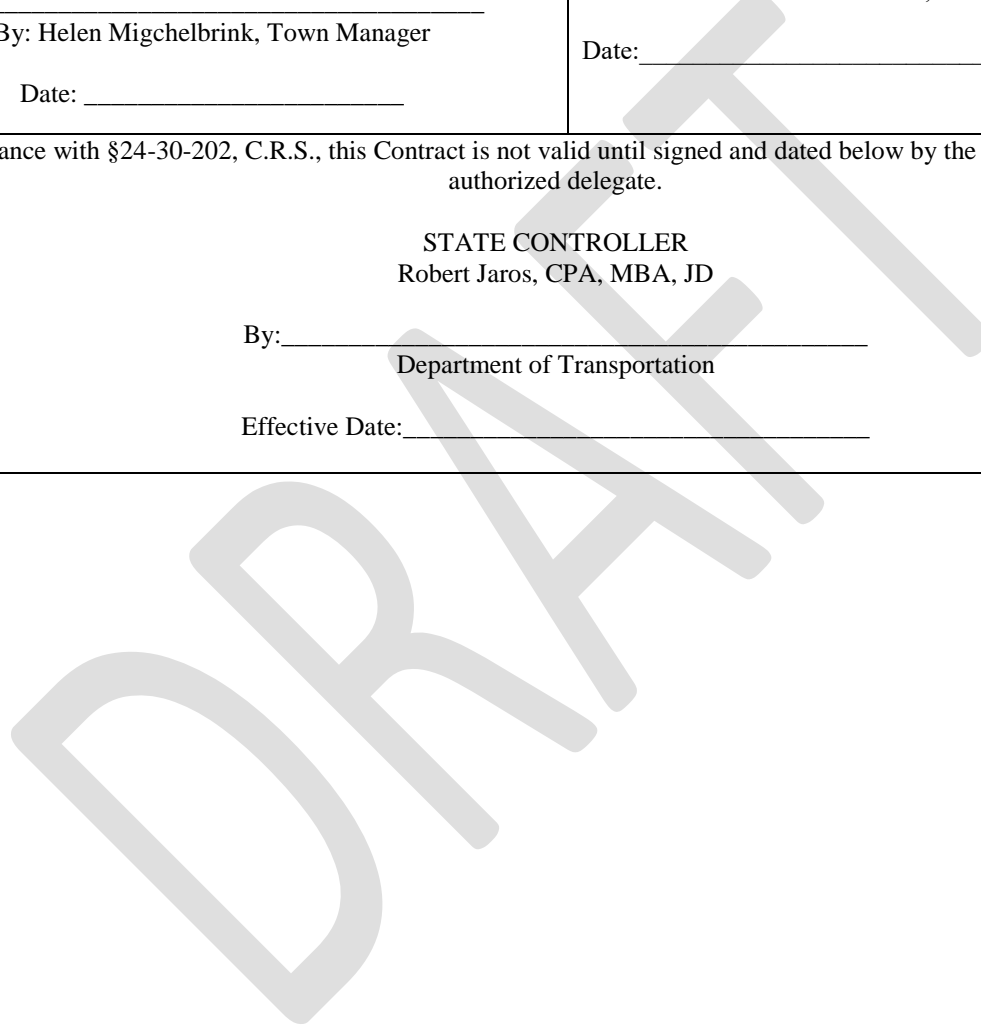 By: Helen Migchelbrink, Town Manager
Date: ________________________
Date:__________________________
ance with §24-30-202, C.R.S., this Contract is not valid until signed and dated below by the
authorized delegate.
STATE CONTROLLER
Robert Jaros, CPA, MBA, JD
By:____________________________________________
Department of Transportation
Effective Date:___________________________________
DRAFT